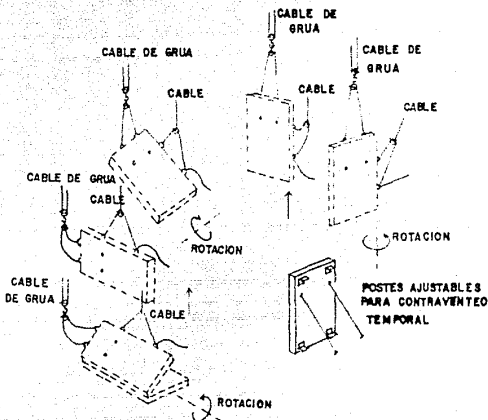 CABLE DE
GRUA
CABLE DE GRUA
CABLE DE
GRUA
CABLE
CABLE
CABLE
CABLE DE GRUA
CABLE
ROTACION
ROTACION
CABLE
DE GRUA
CABLE
POSTES AJUSTABLES
PARA CONTRAVENTEO
TEMPORAL
ROTACION